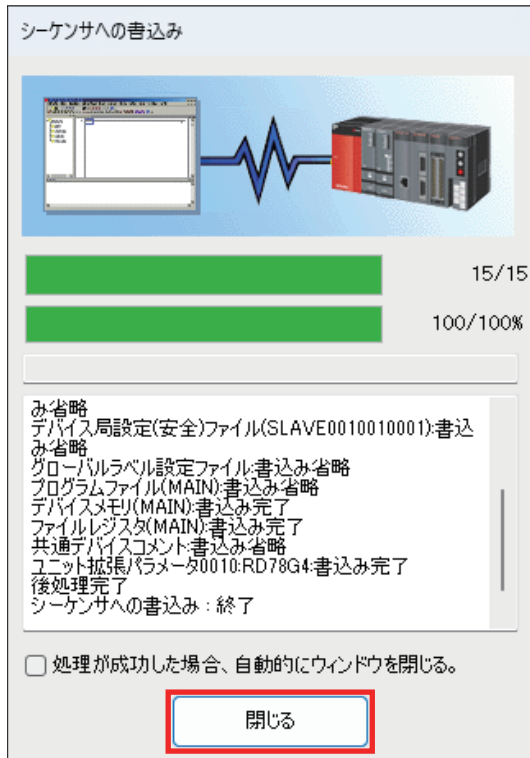 シーケンサへの書込み
15/15
100/100%
み省略
デバイス局設定(安全)ファイル(SLAVE0010010001):書込
み省略
グローバルラベル設定ファイル:書込み省略
プログラムファイル(MAIN):書込み省略
デバイスメモリ(MAIN):書込み完了
ファイルレジスタ(MAIN):書込み完了
共通デバイスコメント:書込み省略
ユニット拡張パラメータ0010:RD78G4:書込み完了
後処理完了
シーケンサへの書込み : 終了
処理が成功した場合、自動的にウィンドウを閉じる。
閉じる